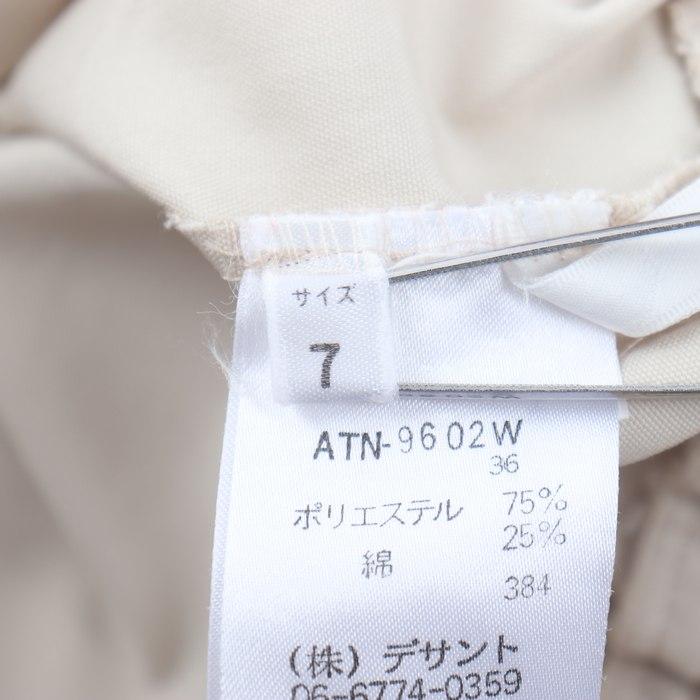 サイズ
7
ATN-9602W
36
ポリエステル 75%
綿 25%
384
(株) デサント
06-6774-0359